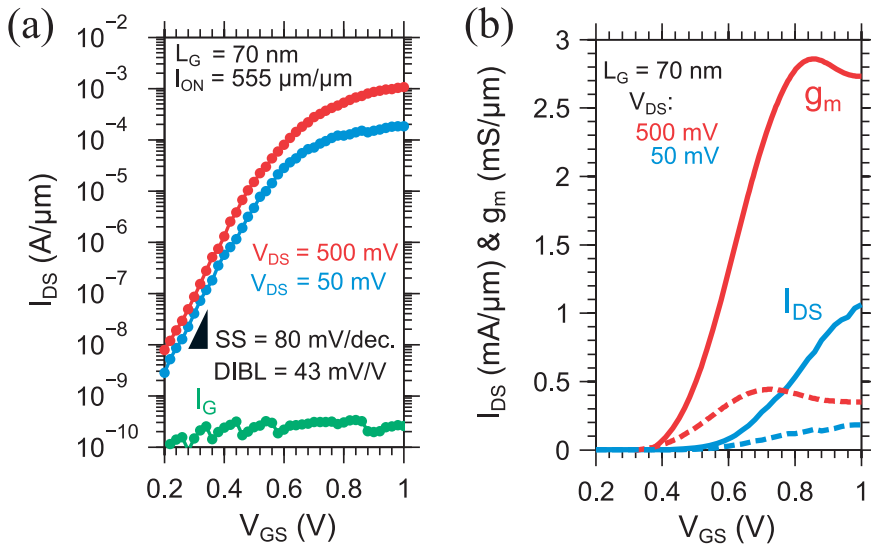 (a)
10⁻²
10⁻³
10⁻⁴
10⁻⁵
10⁻⁶
10⁻⁷
10⁻⁸
10⁻⁹
10⁻¹⁰
I_DS (A/μm)
L_G = 70 nm
I_ON = 555 μm/μm
V_DS = 500 mV
V_DS = 50 mV
SS = 80 mV/dec.
DIBL = 43 mV/V
I_G
0.2 0.4 0.6 0.8 1
V_GS (V)
(b)
3
2.5
2
1.5
1
0.5
0
I_DS (mA/μm) & g_m (mS/μm)
L_G = 70 nm
V_DS:
500 mV
50 mV
g_m
I_DS
0.2 0.4 0.6 0.8 1
V_GS (V)